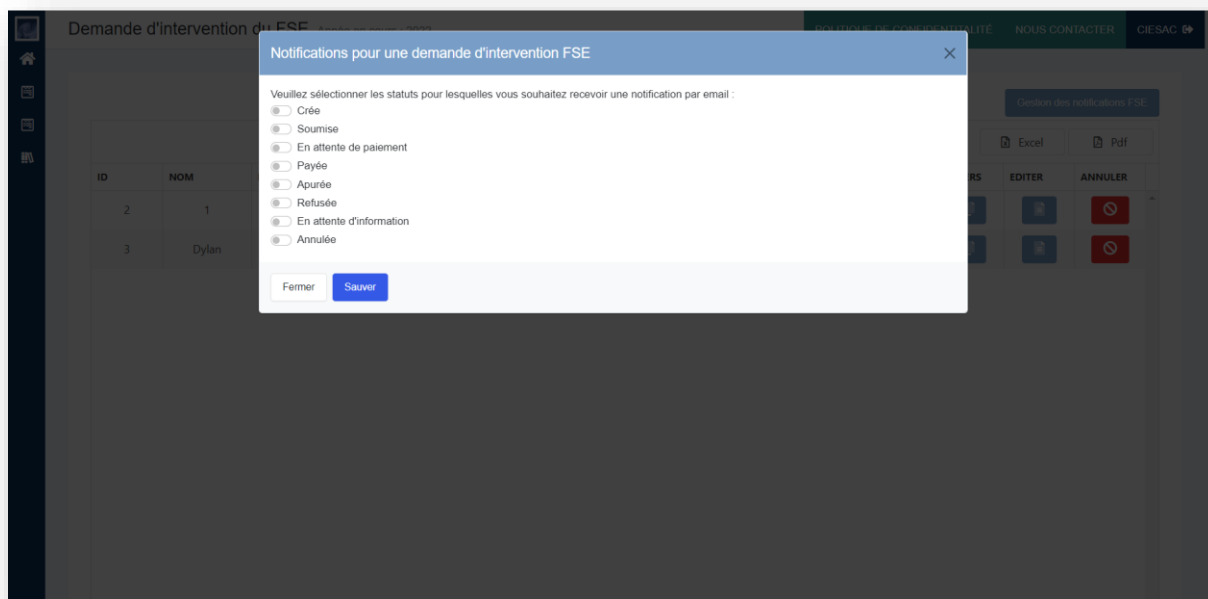 Demande d'intervention du FSE
POLITIQUE DE CONFIDENTIALITÉ NOUS CONTACTER CIESAC
Notifications pour une demande d'intervention FSE
Veuillez sélectionner les statuts pour lesquelles vous souhaitez recevoir une notification par email :
Crée
Soumise
En attente de paiement
Payée
Apurée
Refusée
En attente d'information
Annulée
Fermer Sauver
Gestion des notifications FSE
Excel Pdf
ID NOM EDITER ANNULER
2 1
3 Dylan